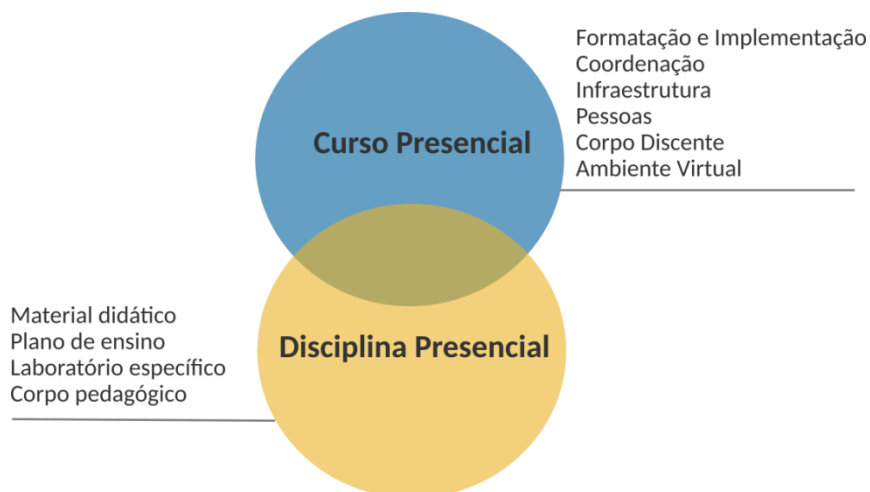 Formatação e Implementação
Coordenação
Infraestrutura
Pessoas
Corpo Discente
Ambiente Virtual
Curso Presencial
Material didático
Plano de ensino
Laboratório específico
Corpo pedagógico
Disciplina Presencial